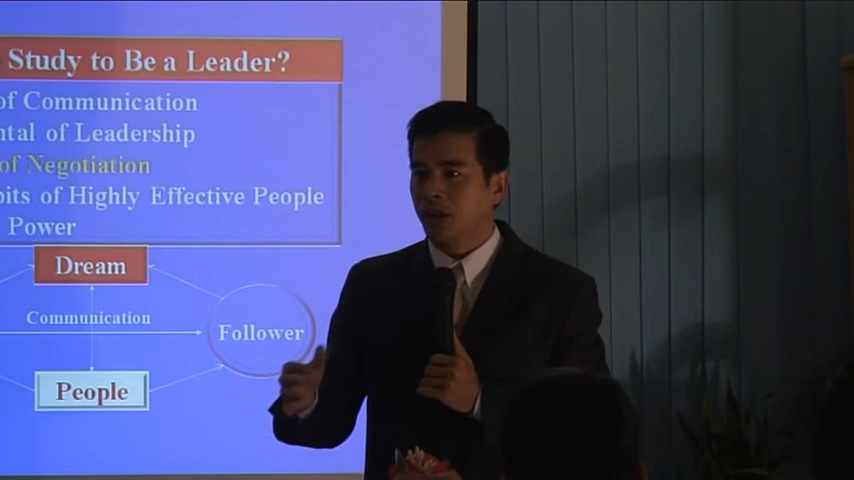 Study to Be a Leader?
of Communication
ntal of Leadership
of Negotiation
bits of Highly Effective People
Power
Dream
Communication
Follower
People